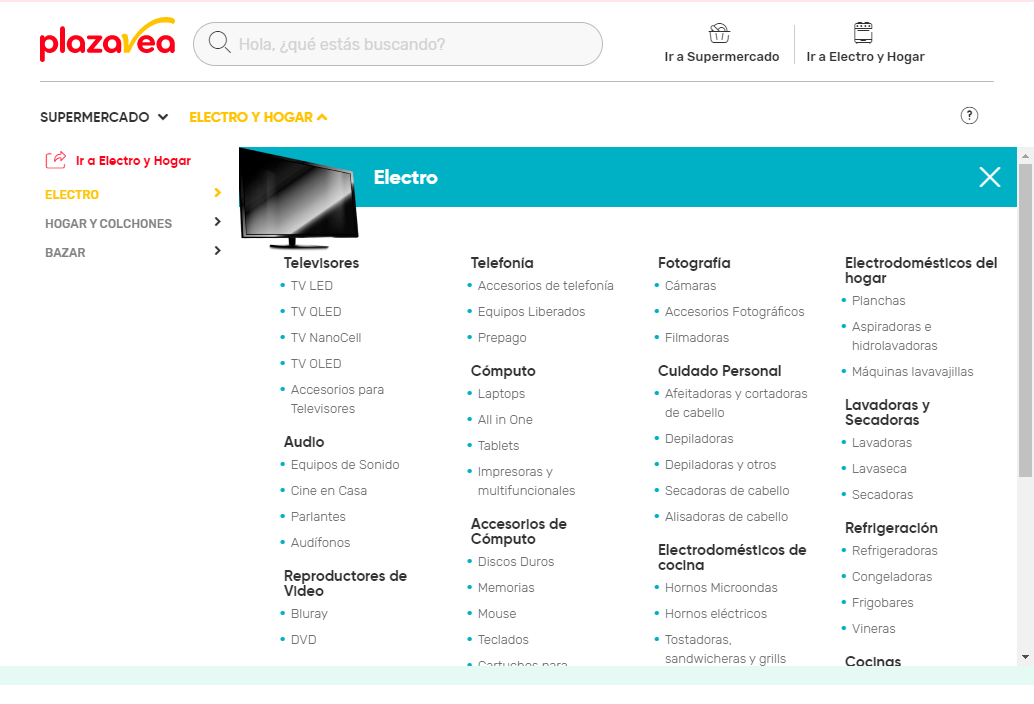 plazavea
Hola, ¿qué estás buscando?
Ir a Supermercado
Ir a Electro y Hogar
SUPERMERCADO
ELECTRO Y HOGAR
?
Ir a Electro y Hogar
ELECTRO
HOGAR Y COLCHONES
BAZAR
Electro
Televisores
TV LED
TV QLED
TV NanoCell
TV OLED
Accesorios para
Televisores
Audio
Equipos de Sonido
Cine en Casa
Parlantes
Audífonos
Reproductores de
Video
Bluray
DVD
Telefonía
Accesorios de telefonía
Equipos Liberados
Prepago
Cómputo
Laptops
All in One
Tablets
Impresoras y
multifuncionales
Accesorios de
Cómputo
Discos Duros
Memorias
Mouse
Teclados
Cartuchos para
Fotografía
Cámaras
Accesorios Fotográficos
Filmadoras
Cuidado Personal
Afeitadoras y cortadoras
de cabello
Depiladoras
Depiladoras y otros
Secadoras de cabello
Alisadoras de cabello
Electrodomésticos de
cocina
Hornos Microondas
Hornos eléctricos
Tostadoras,
sandwicheras y grills
Electrodomésticos del
hogar
Planchas
Aspiradoras e
hidrolavadoras
Máquinas lavavajillas
Lavadoras y
Secadoras
Lavadoras
Lavaseca
Secadoras
Refrigeración
Refrigeradoras
Congeladoras
Frigobares
Vineras
Cocinas